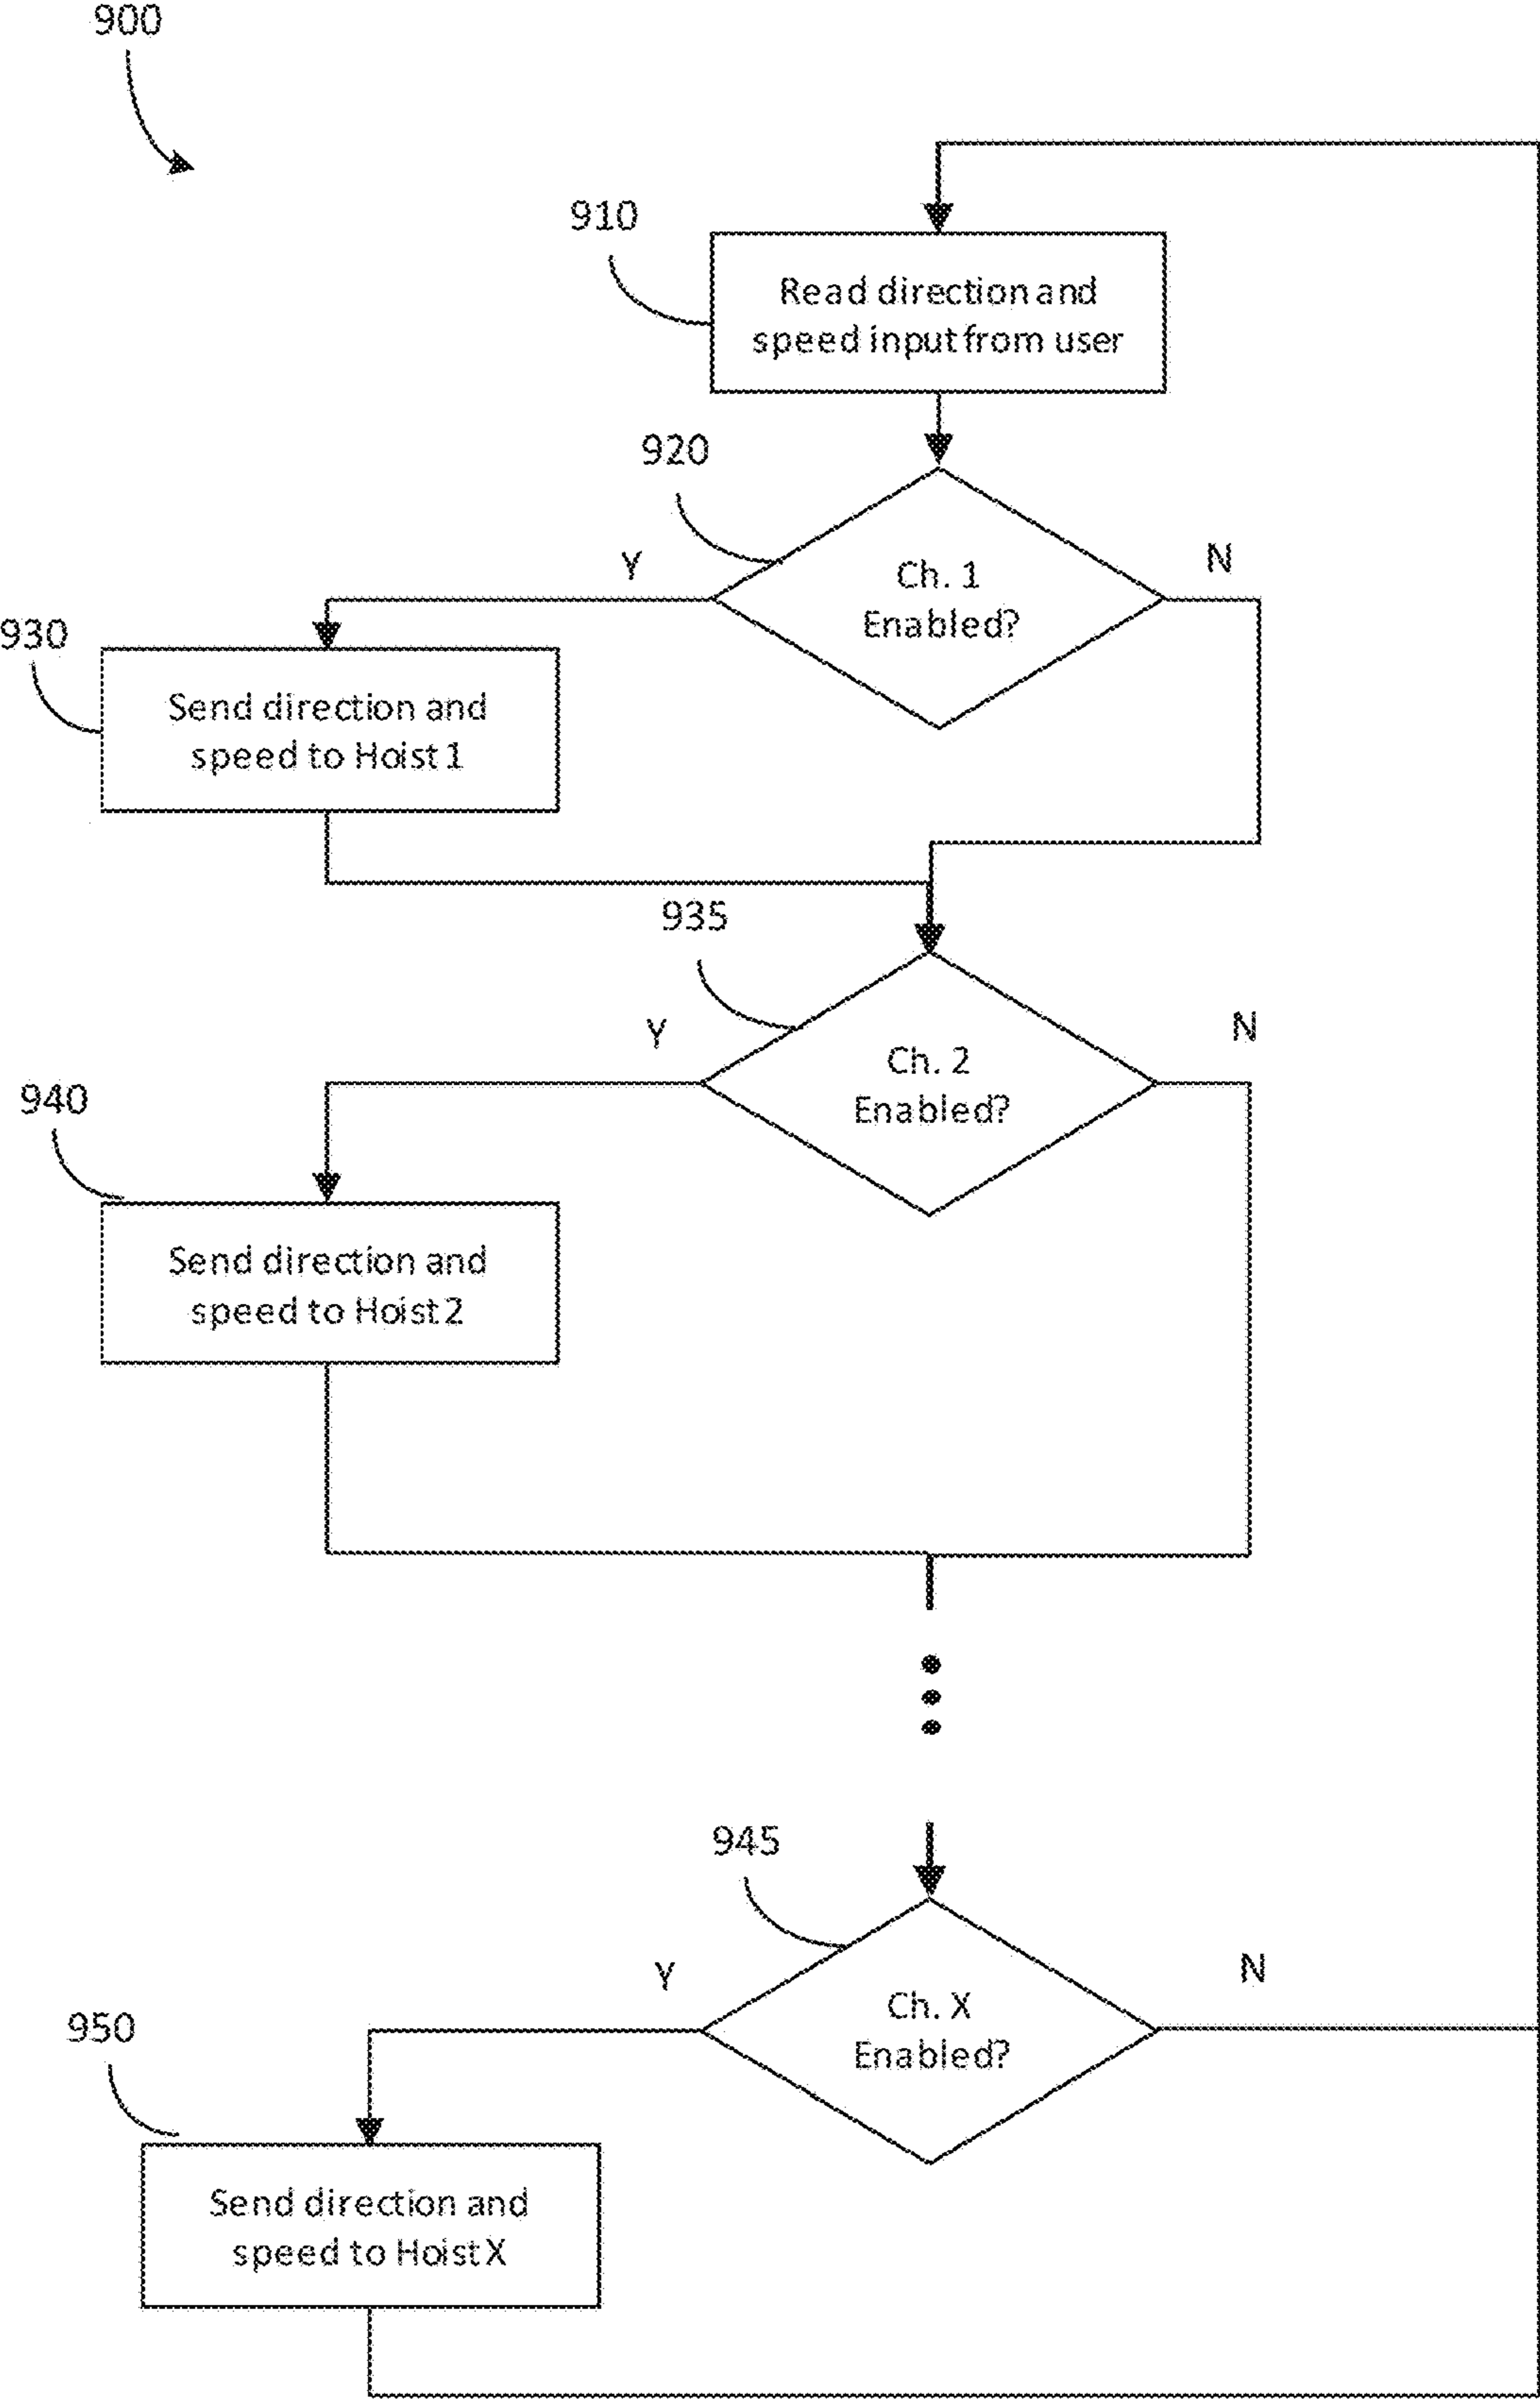 900
910
Read direction and
speed input from user
920
Y
N
Ch. 1
Enabled?
930
Send direction and
speed to Hoist 1
935
Y
N
Ch. 2
Enabled?
940
Send direction and
speed to Hoist 2
945
Y
N
Ch. X
Enabled?
950
Send direction and
speed to Hoist X